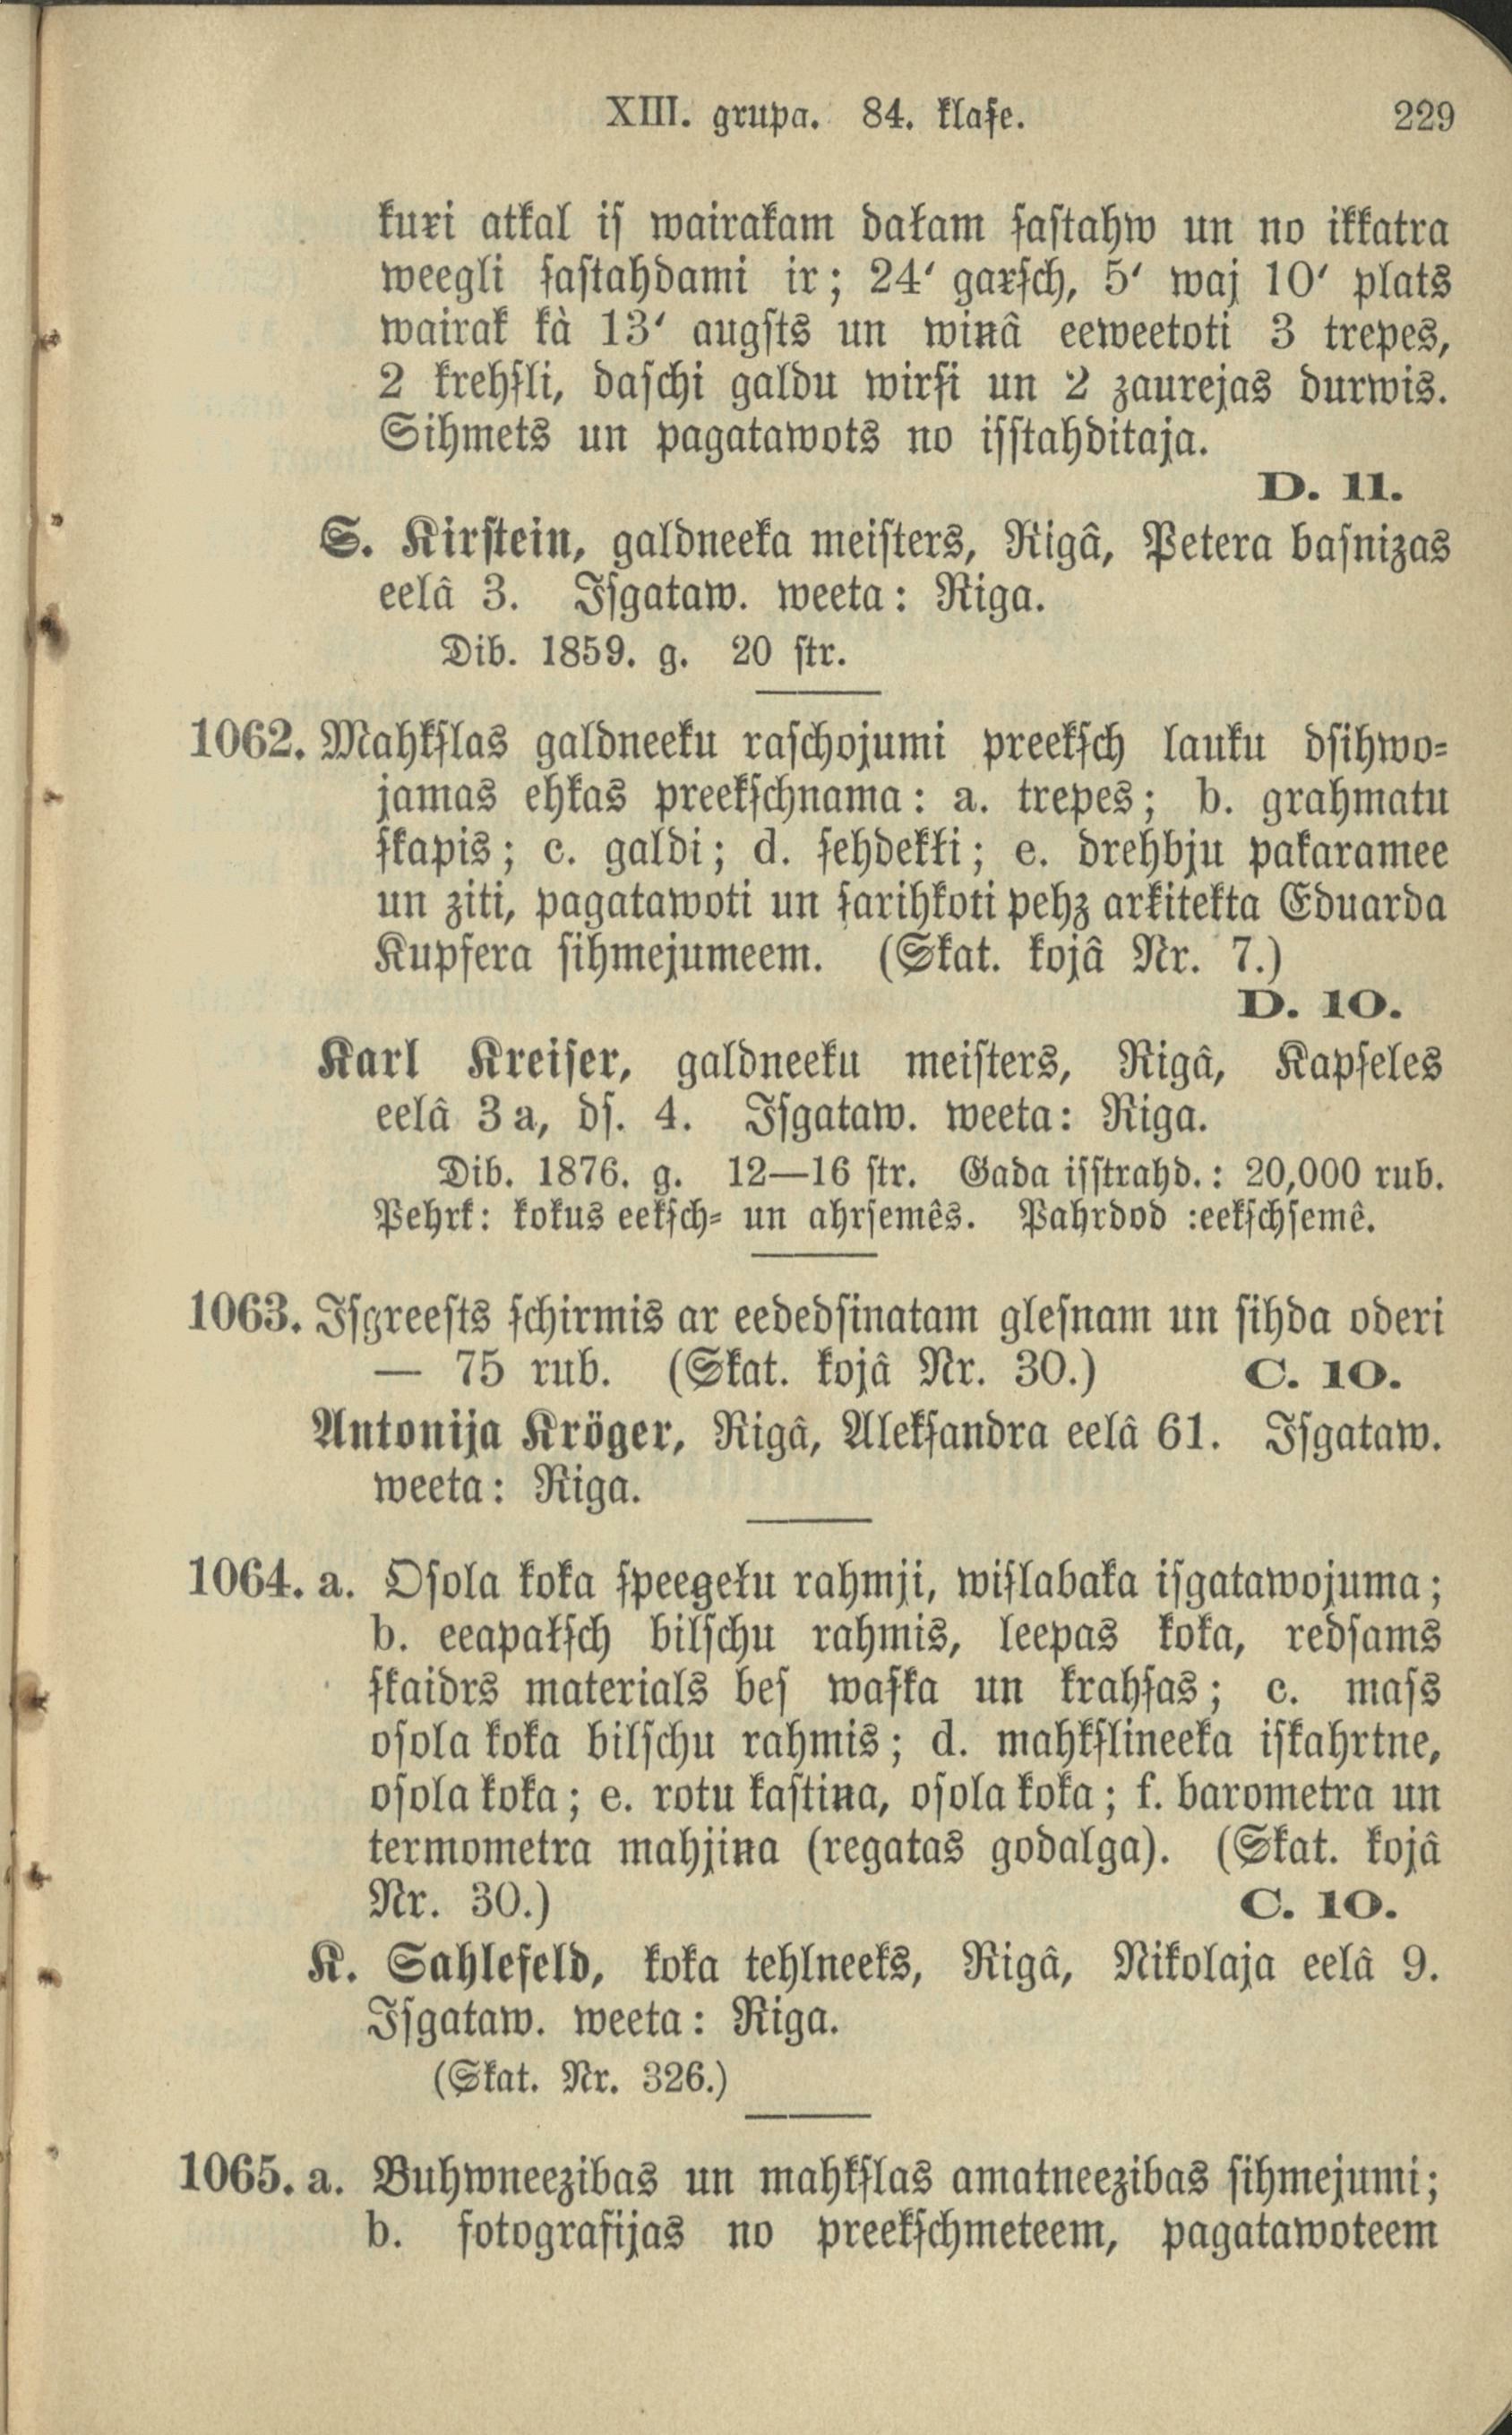 XIII. grupa. 84. klaſe. 229
kuŗi atkal iſ wairakam daļam ſaſtahw un no ikkatra
weegli ſaſtahdami ir; 24' gaŗſch, 5' waj 10' plats
wairak kà 13' augſts un wiņâ eeweetoti 3 trepes,
2 krehſli, daſchi galdu wirſi un 2 zaurejas durwis.
Sihmets un pagatawots no iſſtahditaja.
D. 11.
S. Kirſtein, galdneeka meiſters, Rigâ, Petera baſnizas
eelâ 3. Iſgataw. weeta: Riga.
Dib. 1859. g. 20 ſtr.
1062. Mahkſlas galdneeku raſchojumi preekſch lauku dſihwo-
jamas ehkas preekſchnama: a. trepes; b. grahmatu
ſkapis; c. galdi; d. ſehdekļi; e. drehbju pakaramee
un ziti, pagatawoti un ſarihkoti pehz arkitekta Eduarda
Kupfera ſihmejumeem. (Skat. kojâ Nr. 7.)
D. 10.
Karl Kreiſer, galdneeku meiſters, Rigâ, Kapſeles
eelâ 3 a, dſ. 4. Iſgataw. weeta: Riga.
Dib. 1876. g. 12—16 ſtr. Gada iſſtrahd.: 20,000 rub.
Pehrk: kokus eekſch- un ahrſemês. Pahrdod :eekſchſemê.
1063. Iſgreeſts ſchirmis ar eededſinatam gleſnam un ſihda oderi
— 75 rub. (Skat. kojâ Nr. 30.) C. 10.
Antonija Kröger, Rigâ, Alekſandra eelâ 61. Iſgataw.
weeta: Riga.
1064. a. Oſola koka ſpeegeļu rahmji, wiſlabaka iſgatawojuma;
b. eeapaļſch bilſchu rahmis, leepas koka, redſams
ſkaidrs materials beſ waſka un krahſas; c. maſs
oſola koka bilſchu rahmis; d. mahkſlineeka iſkahrtne,
oſola koka; e. rotu kaſtiņa, oſola koka; f. barometra un
termometra mahjiņa (regatas godalga). (Skat. kojâ
Nr. 30.) C. 10.
K. Sahlefeld, koka tehlneeks, Rigâ, Nikolaja eelâ 9.
Iſgataw. weeta: Riga.
(Skat. Nr. 326.)
1065. a. Buhwneezibas un mahkſlas amatneezibas ſihmejumi;
b. fotografijas no preekſchmeteem, pagatawoteem